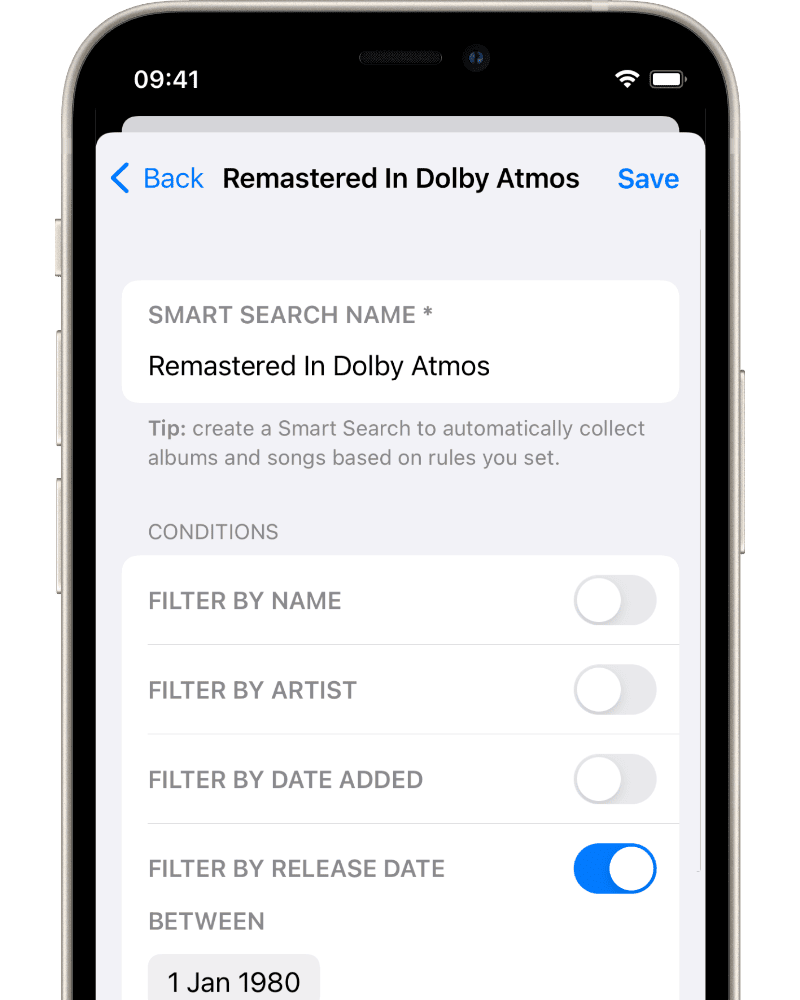 09:41
Back Remastered In Dolby Atmos Save
SMART SEARCH NAME *
Remastered In Dolby Atmos
Tip: create a Smart Search to automatically collect
albums and songs based on rules you set.
CONDITIONS
FILTER BY NAME
FILTER BY ARTIST
FILTER BY DATE ADDED
FILTER BY RELEASE DATE
BETWEEN
1 Jan 1980